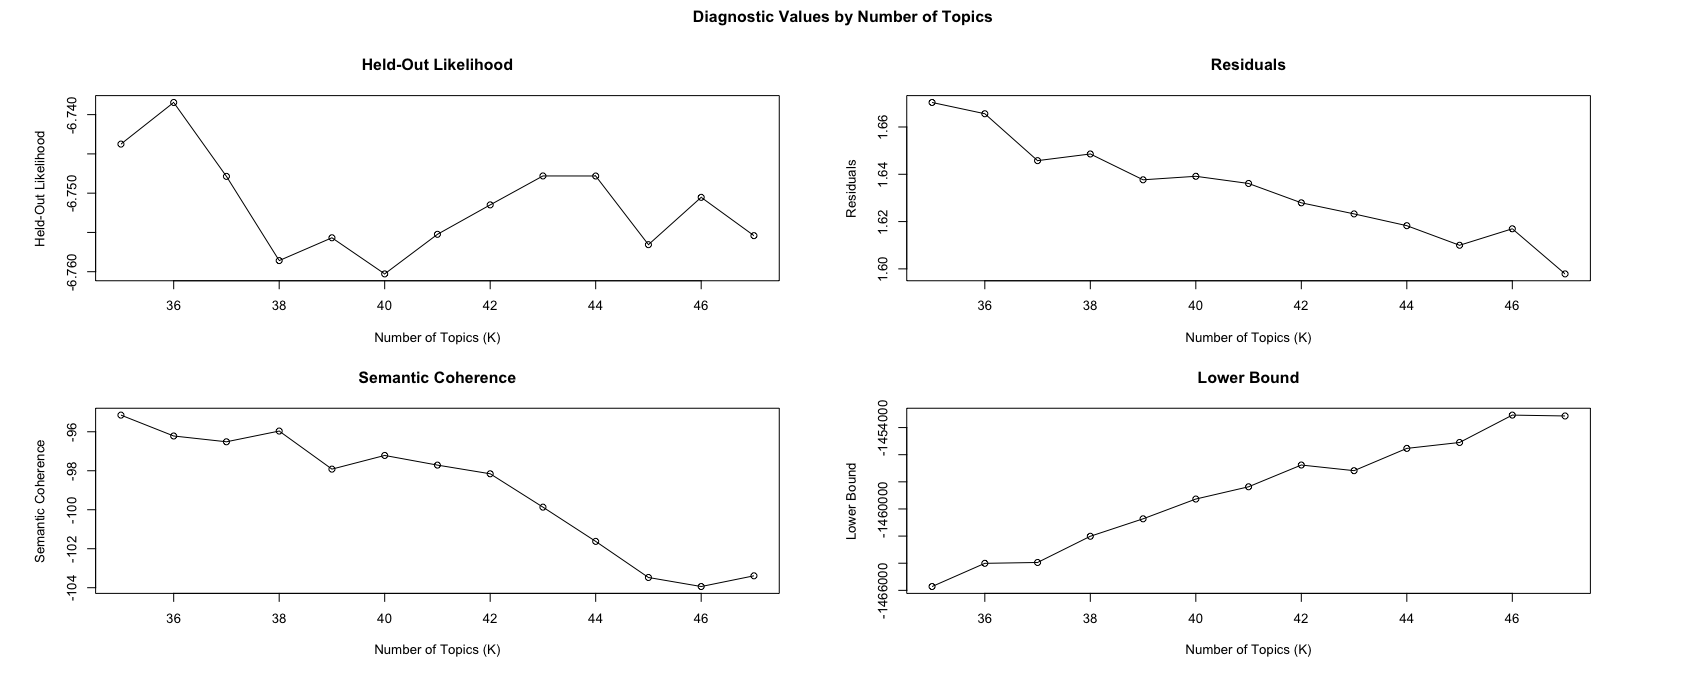 Diagnostic Values by Number of Topics
Held-Out Likelihood
Held-Out Likelihood
-6.740
-6.750
-6.760
36 38 40 42 44 46
Number of Topics (K)
Residuals
Residuals
1.66
1.64
1.62
1.60
36 38 40 42 44 46
Number of Topics (K)
Semantic Coherence
Semantic Coherence
-96
-98
-100
-102
-104
36 38 40 42 44 46
Number of Topics (K)
Lower Bound
Lower Bound
-1454000
-1460000
-1466000
36 38 40 42 44 46
Number of Topics (K)